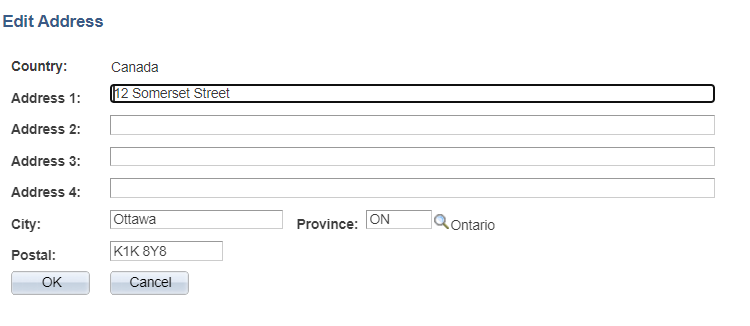 Edit Address
Country: Canada
Address 1: 12 Somerset Street
Address 2:
Address 3:
Address 4:
City: Ottawa Province: ON Ontario
Postal: K1K 8Y8
OK Cancel